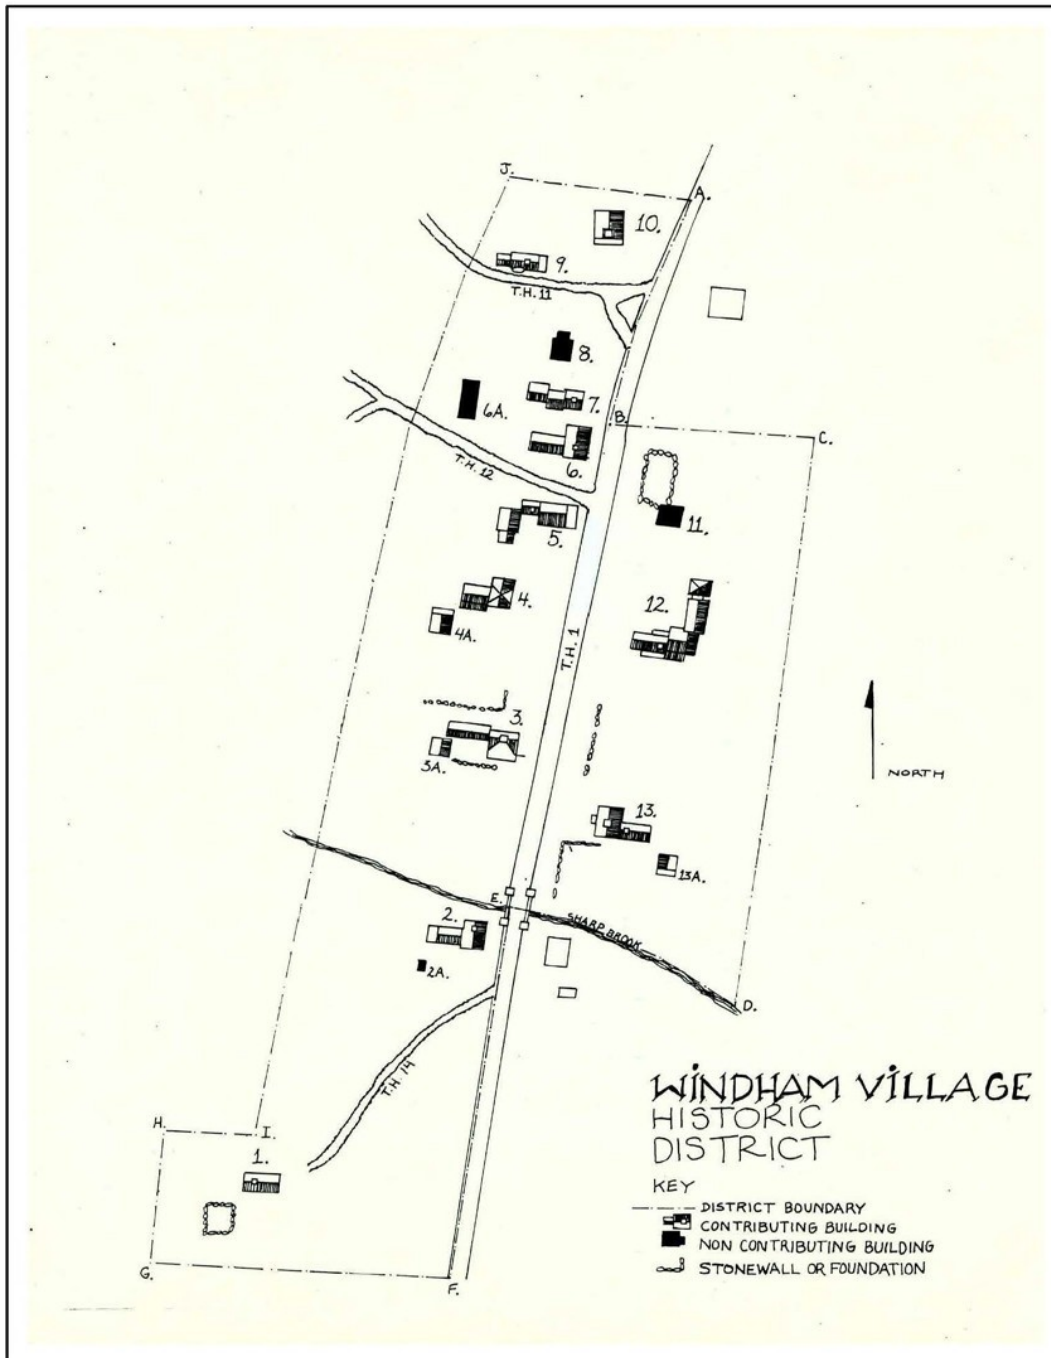 J.
A.
10.
9.
T.H. 11
8.
7.
6A.
B.
C.
6.
T.H. 12
11.
5.
4.
12.
4A.
T.H. 1
3.
3A.
NORTH
13.
13A.
E.
2.
SHARP BROOK
2A.
D.
T.H. 14
H.
I.
1.
G.
F.
WINDHAM VILLAGE
HISTORIC
DISTRICT
KEY
DISTRICT BOUNDARY
CONTRIBUTING BUILDING
NON CONTRIBUTING BUILDING
STONEWALL OR FOUNDATION